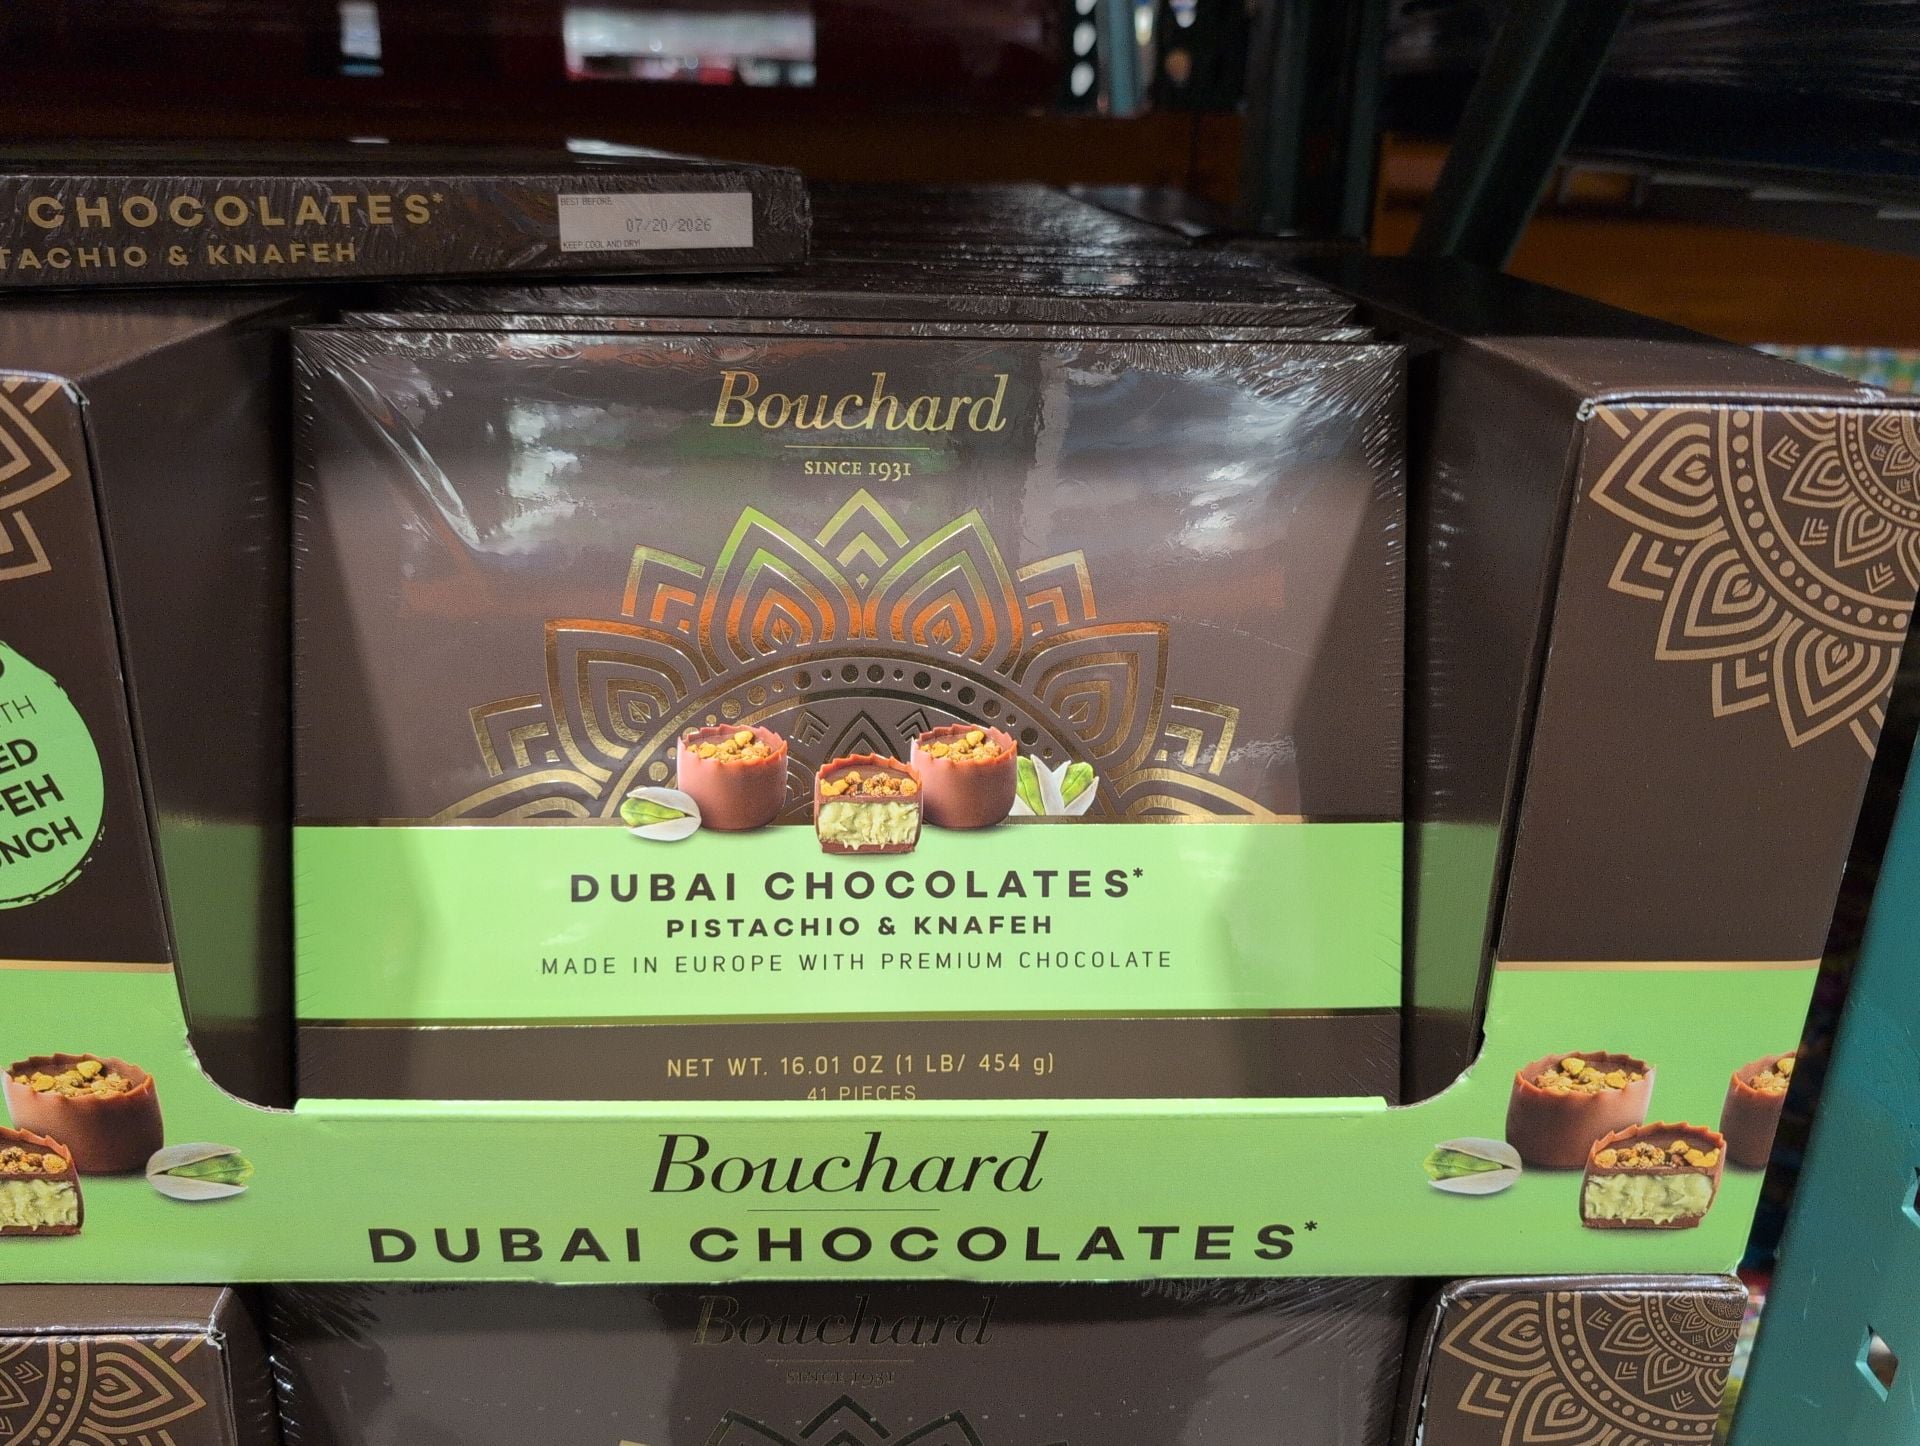 CHOCOLATES*
TACHIO & KNAFEH
BEST BEFORE
07/20/2026
KEEP COOL AND DRY!
Bouchard
SINCE 1931
DUBAI CHOCOLATES*
PISTACHIO & KNAFEH
MADE IN EUROPE WITH PREMIUM CHOCOLATE
NET WT. 16.01 OZ (1 LB/ 454 g)
41 PIECES
TH
ED
FEH
NCH
Bouchard
DUBAI CHOCOLATES*
Bouchard
SINCE 1931